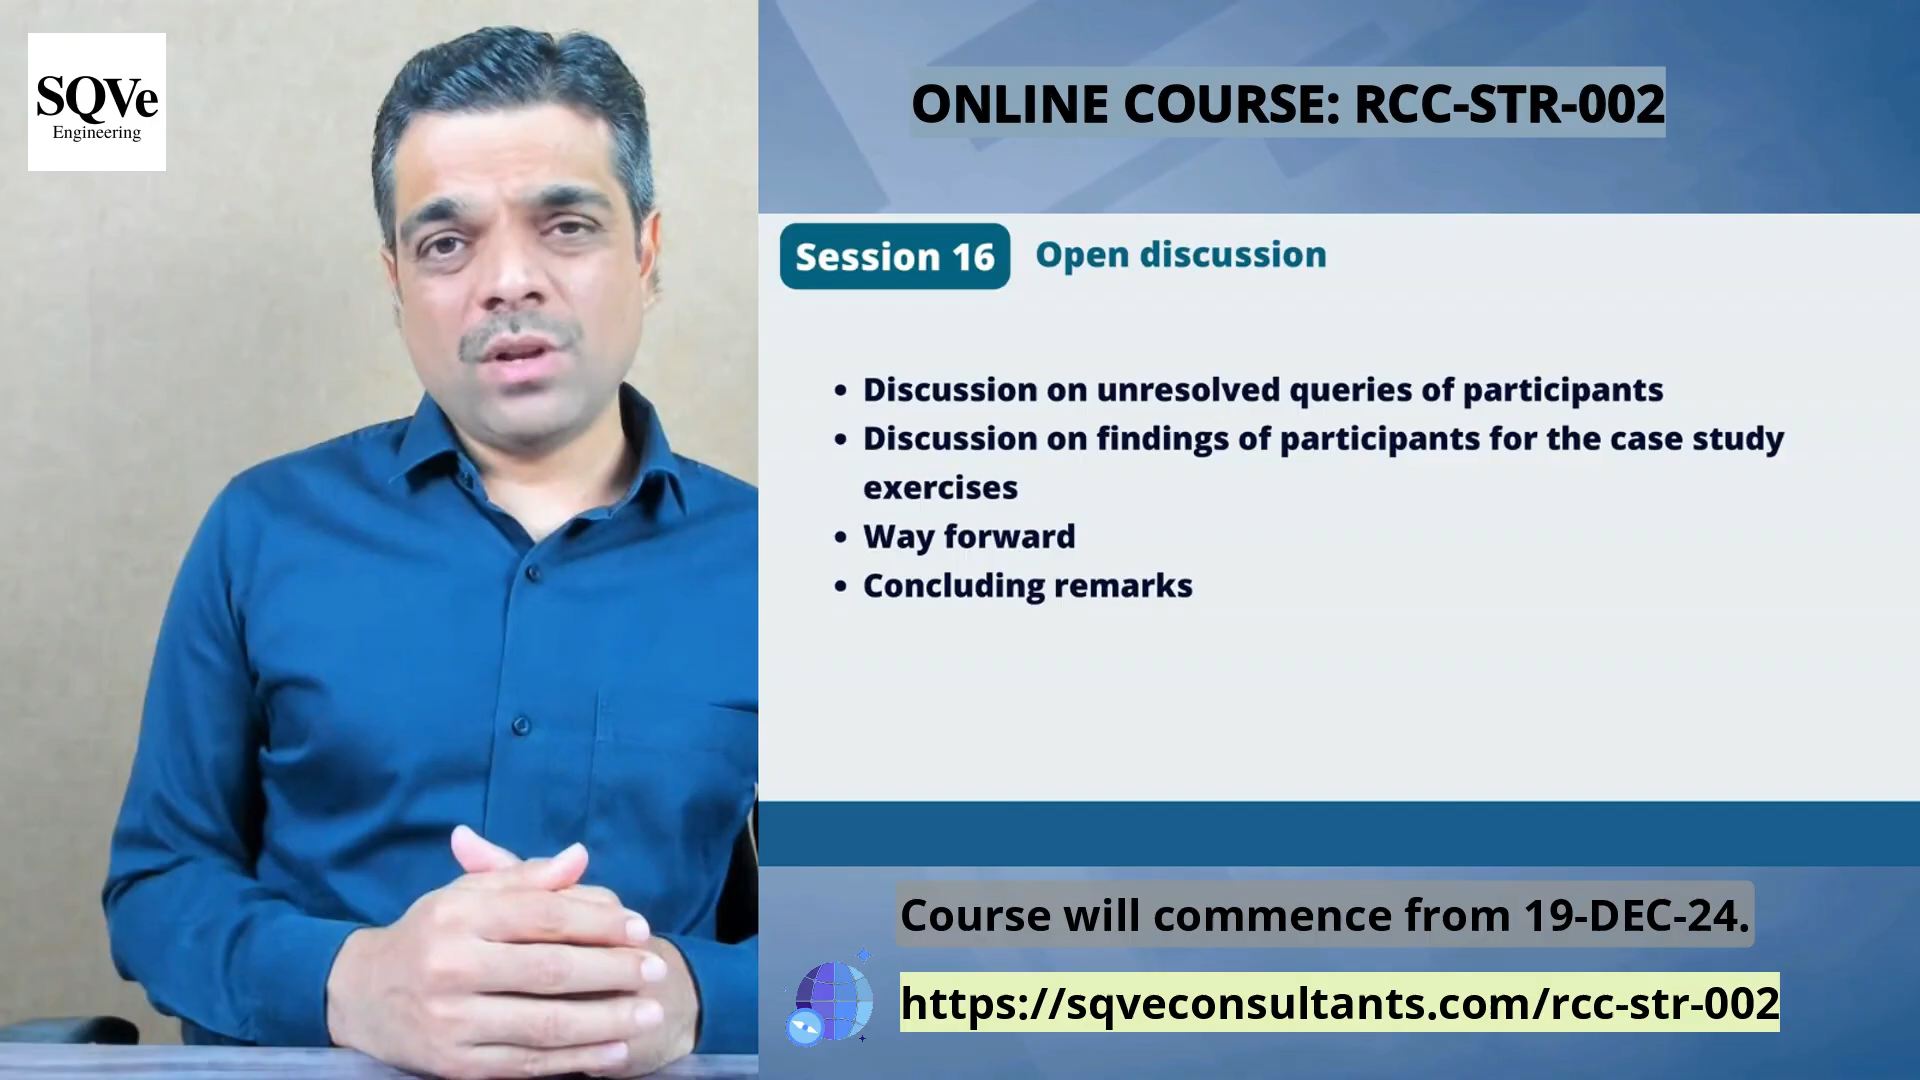 SQVe
Engineering
ONLINE COURSE: RCC-STR-002
Session 16
Open discussion
• Discussion on unresolved queries of participants
• Discussion on findings of participants for the case study
exercises
• Way forward
• Concluding remarks
Course will commence from 19-DEC-24.
https://sqveconsultants.com/rcc-str-002